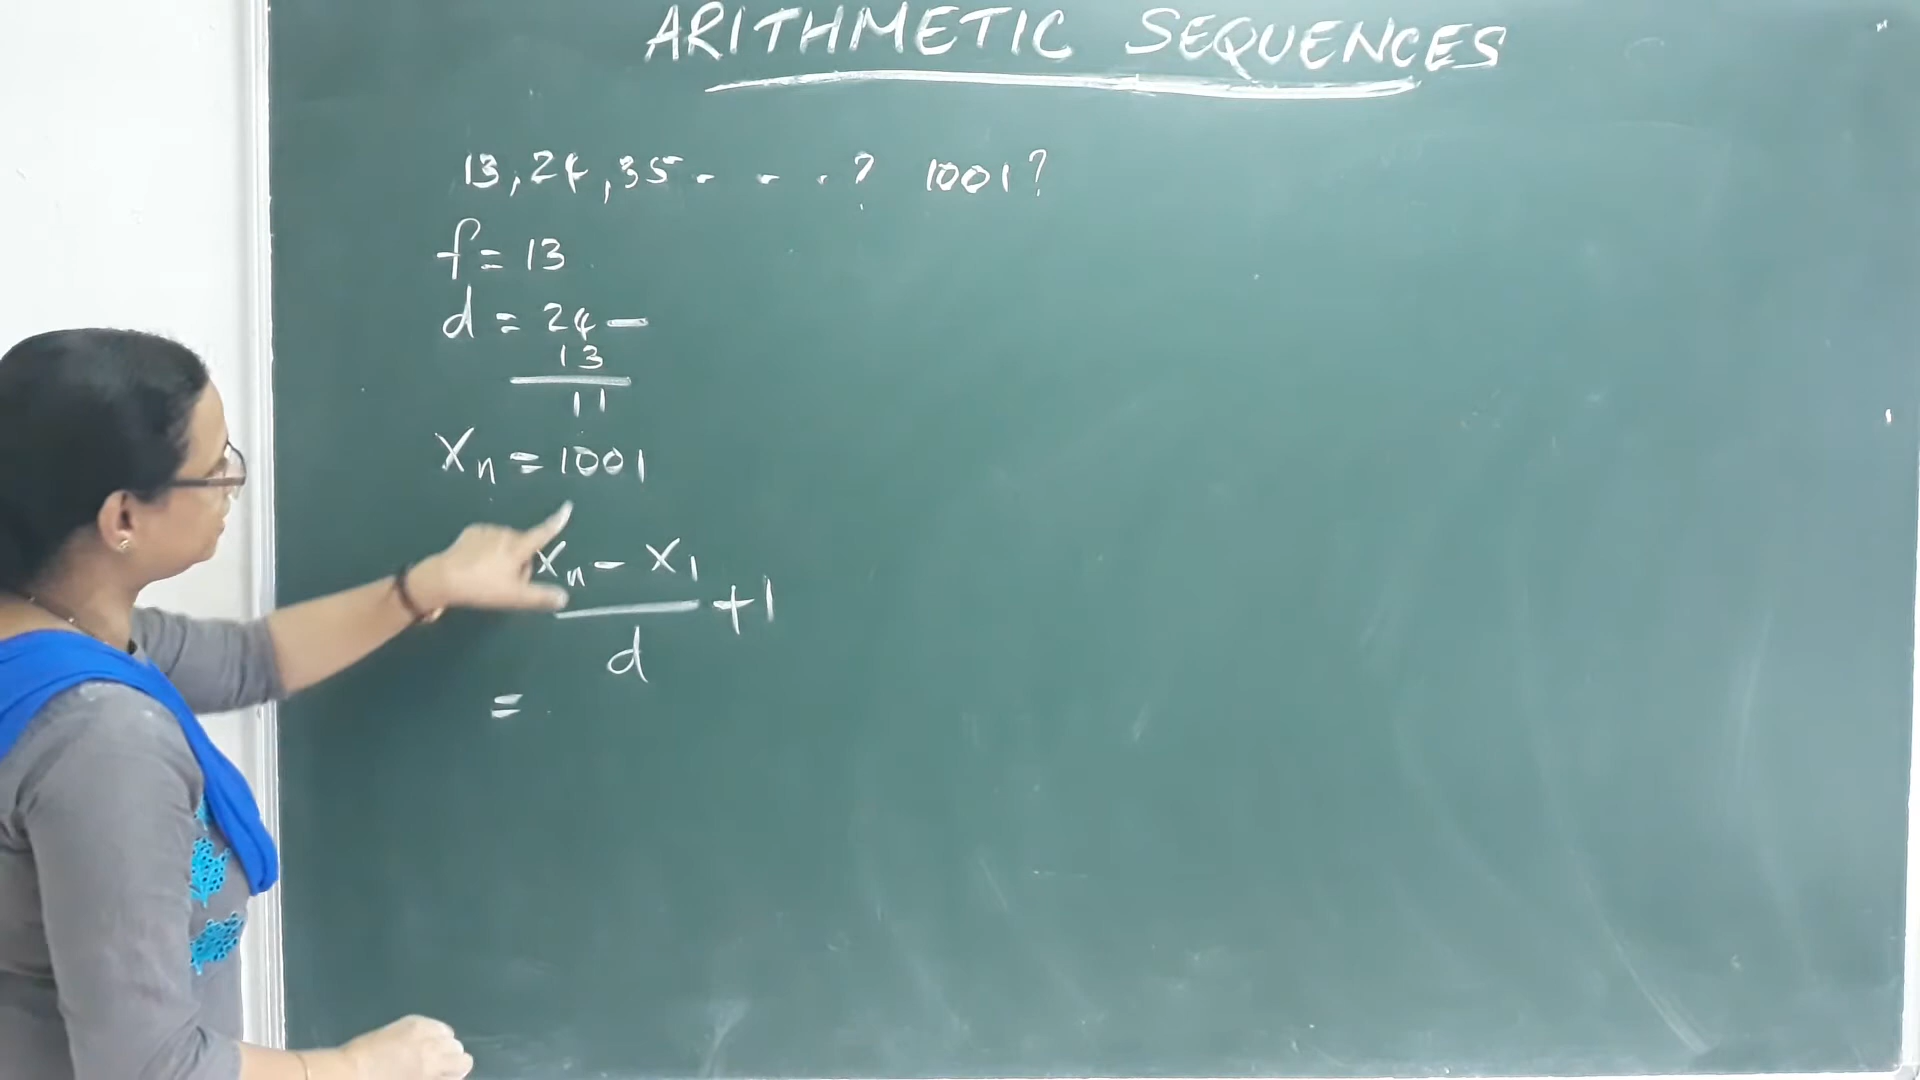 ARITHMETIC SEQUENCES
13, 24, 35 . . . ? 1001?
f = 13
d = 24 -
13
11
Xn = 1001
Xn - X1
+1
d
=